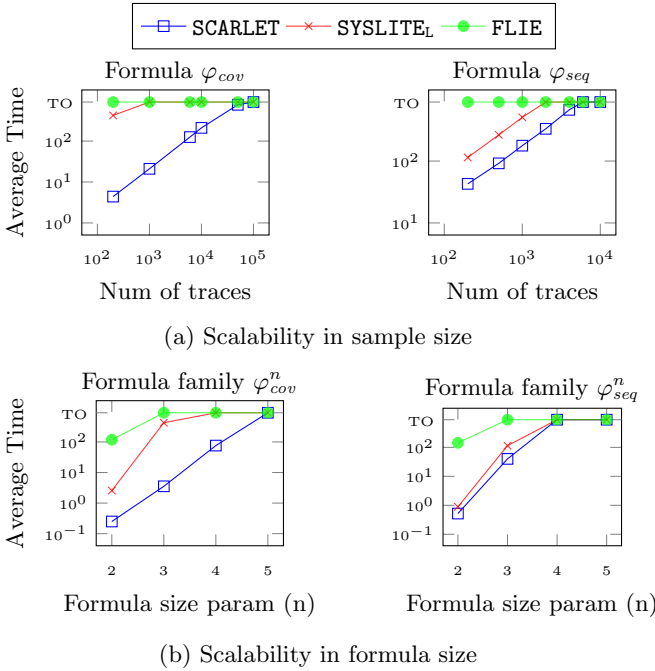 SCARLET SYSLITE_L FLIE
Formula φ_cov Formula φ_seq
Average Time
TO
10^2
10^1
10^0
10^2 10^3 10^4 10^5
Num of traces
TO
10^2
10^1
10^2 10^3 10^4
Num of traces
(a) Scalability in sample size
Formula family φ^n_cov Formula family φ^n_seq
Average Time
TO
10^2
10^1
10^0
10^−1
2 3 4 5
Formula size param (n)
TO
10^2
10^1
10^0
10^−1
2 3 4 5
Formula size param (n)
(b) Scalability in formula size